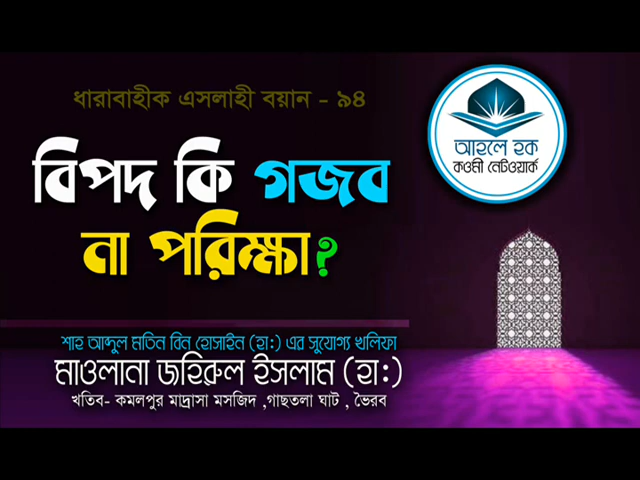 ধারাবাহীক এসলাহী বয়ান - ৯৪
আহলে হক
কওমী নেটওয়ার্ক
বিপদ কি গজব
না পরিক্ষা?
শাহ আব্দুল মতিন বিন হোসাইন (হা:) এর সুযোগ্য খলিফা
মাওলানা জহিরুল ইসলাম (হা:)
খতিব- কমলপুর মাদ্রাসা মসজিদ ,গাছতলা ঘাট , ভৈরব